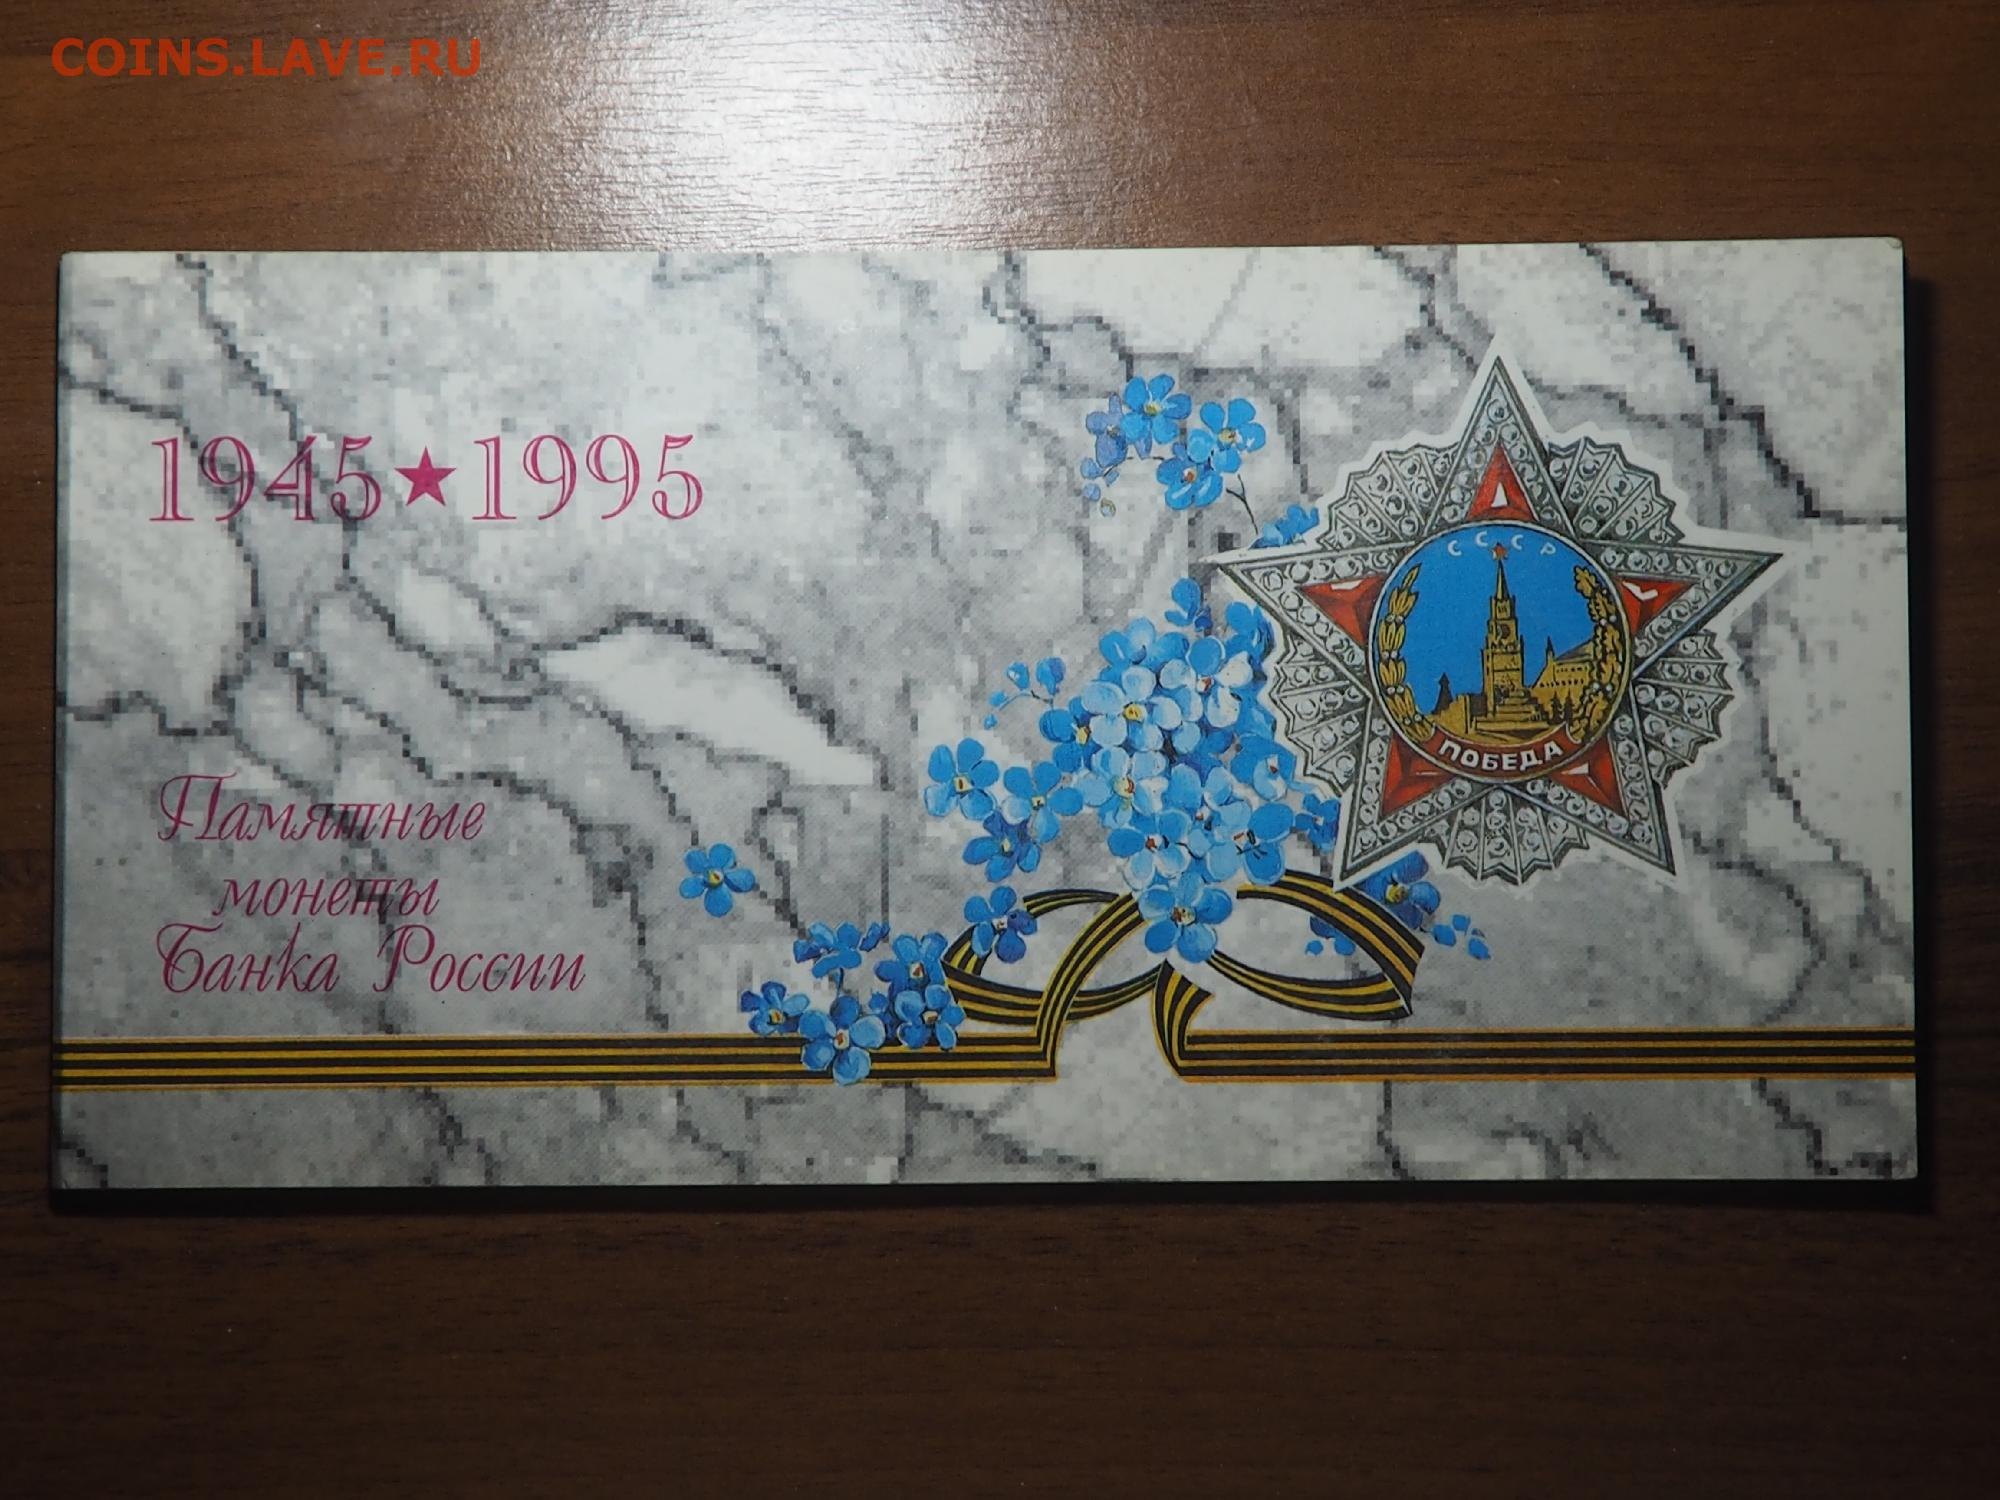 COINS.LAVE.RU
1945★1995
СССР
ПОБЕДА
Памятные
монеты
Банка России